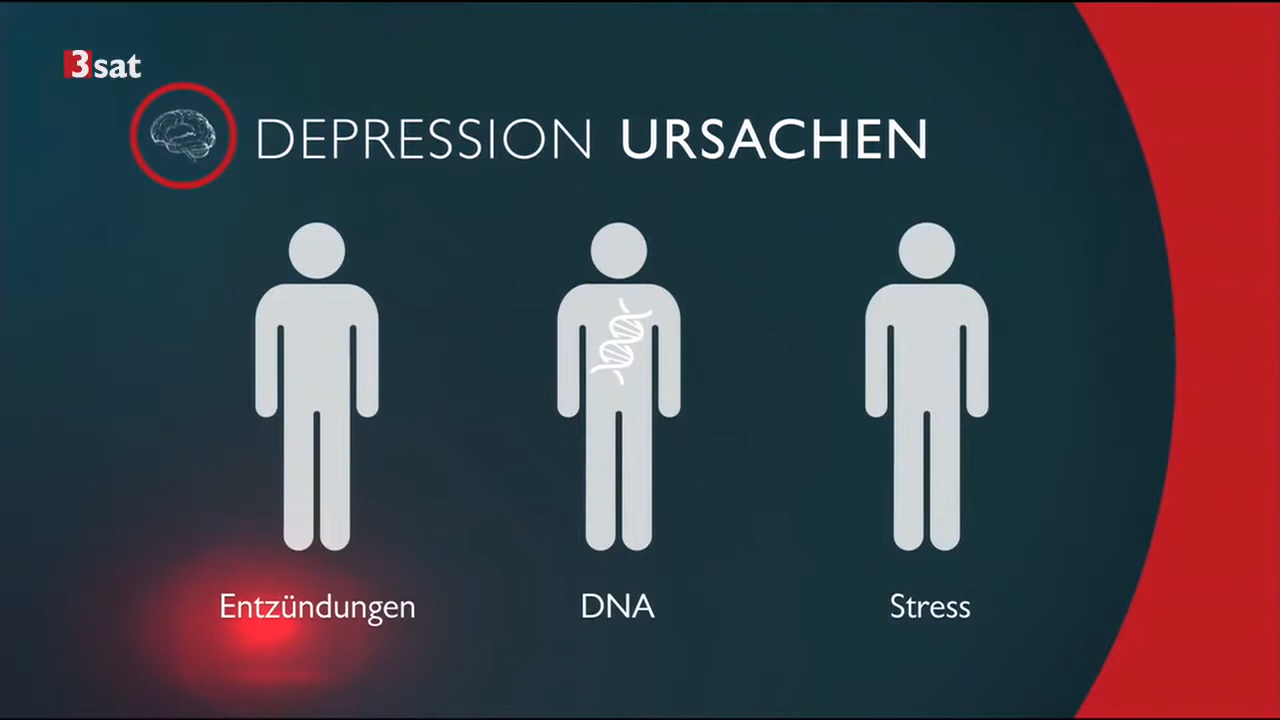 3sat
DEPRESSION URSACHEN
Entzündungen
DNA
Stress